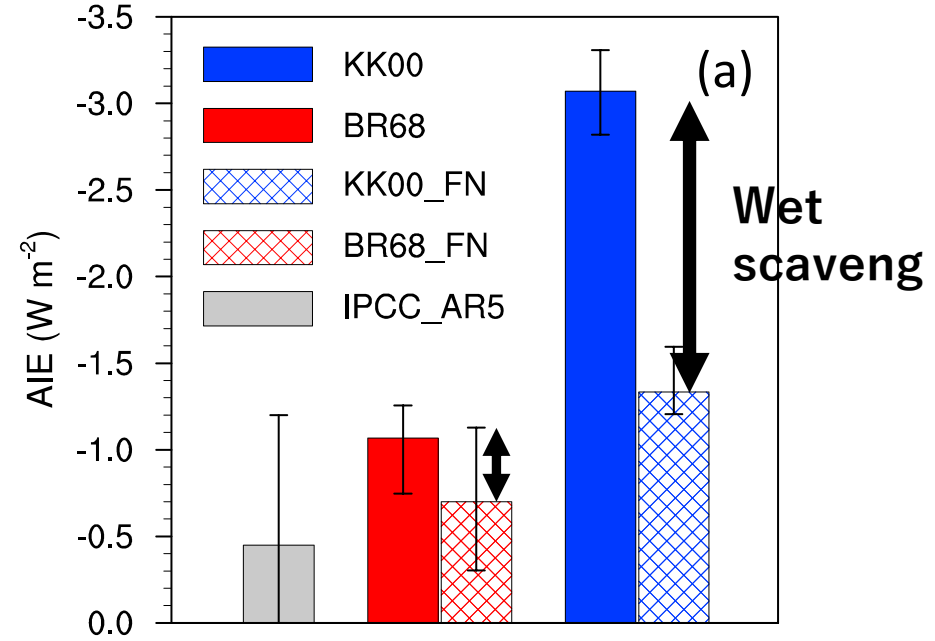 -3.5
-3.0
-2.5
-2.0
-1.5
-1.0
-0.5
0.0
AIE (W m-2)
KK00
BR68
KK00_FN
BR68_FN
IPCC_AR5
(a)
Wet
scaveng